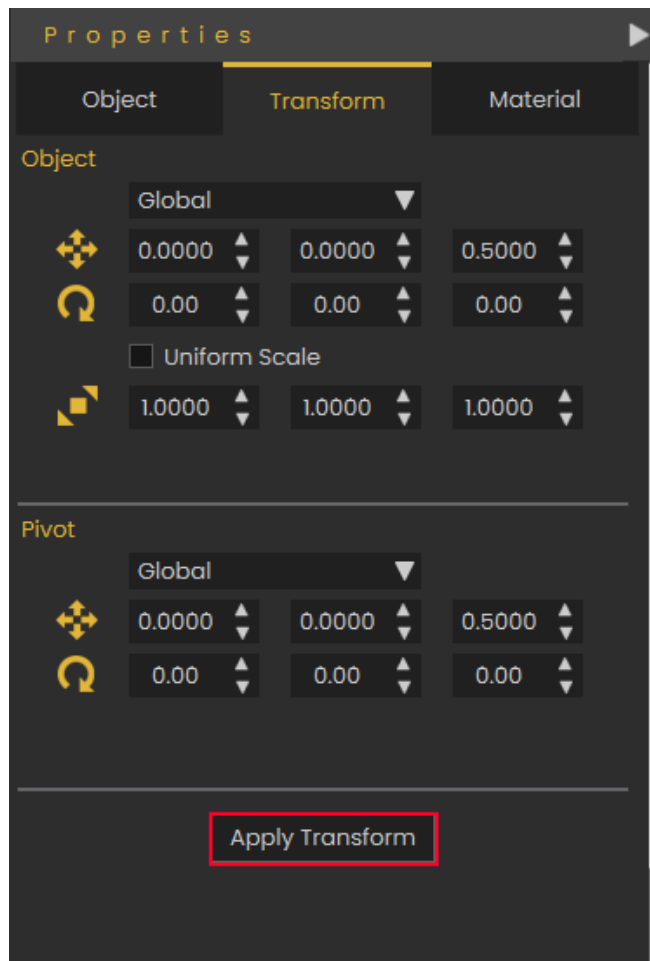 Properties
Object Transform Material
Object
Global
0.0000 0.0000 0.5000
0.00 0.00 0.00
Uniform Scale
1.0000 1.0000 1.0000
Pivot
Global
0.0000 0.0000 0.5000
0.00 0.00 0.00
Apply Transform